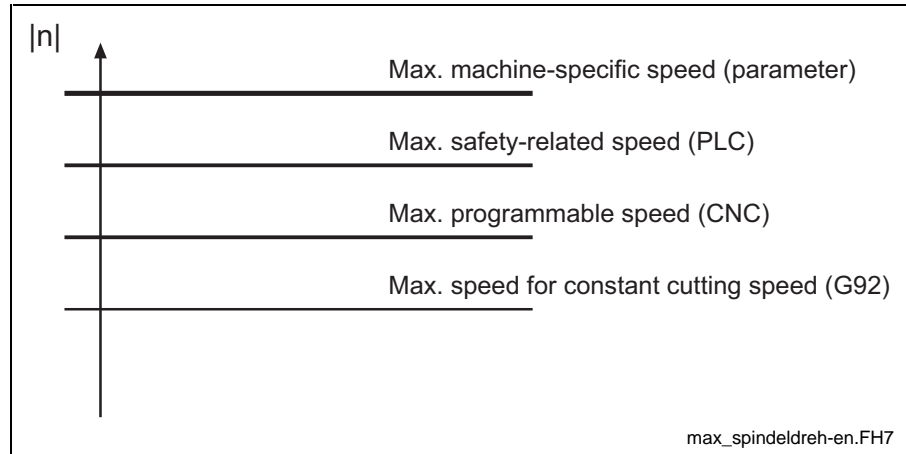 |n|
Max. machine-specific speed (parameter)
Max. safety-related speed (PLC)
Max. programmable speed (CNC)
Max. speed for constant cutting speed (G92)
max_spindeldreh-en.FH7